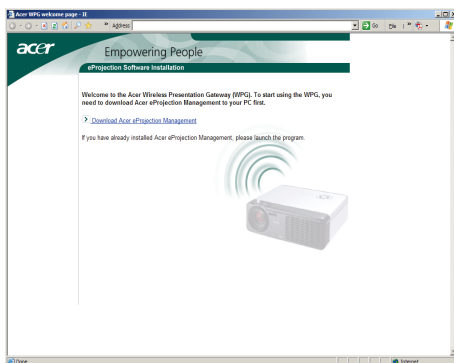 Acer WPG welcome page - IE
Address
Go
File
acer
Empowering People
eProjection Software Installation
Welcome to the Acer Wireless Presentation Gateway (WPG). To start using the WPG, you
need to download Acer eProjection Management to your PC first.
Download Acer eProjection Management
If you have already installed Acer eProjection Management, please launch the program.
Done
Internet